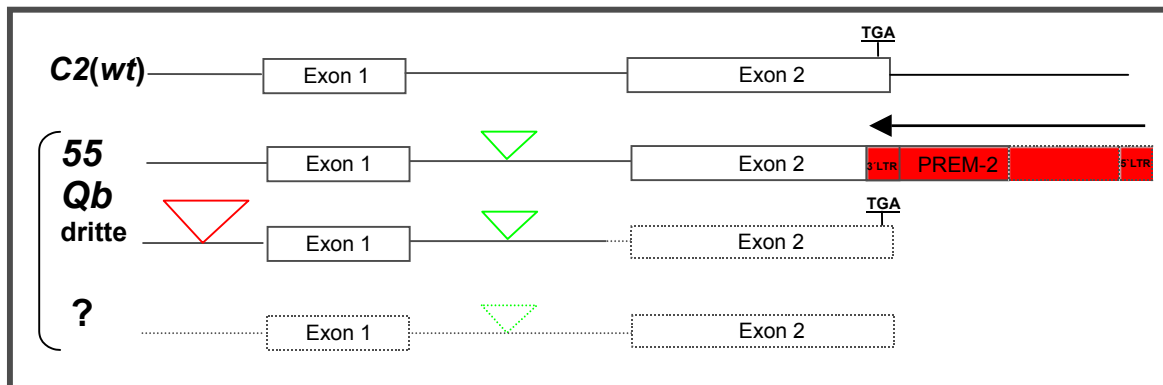 TGA
C2(wt) Exon 1 Exon 2
55 Exon 1 Exon 2 3´LTR PREM-2 5´LTR
Qb
TGA
dritte Exon 1 Exon 2
? Exon 1 Exon 2